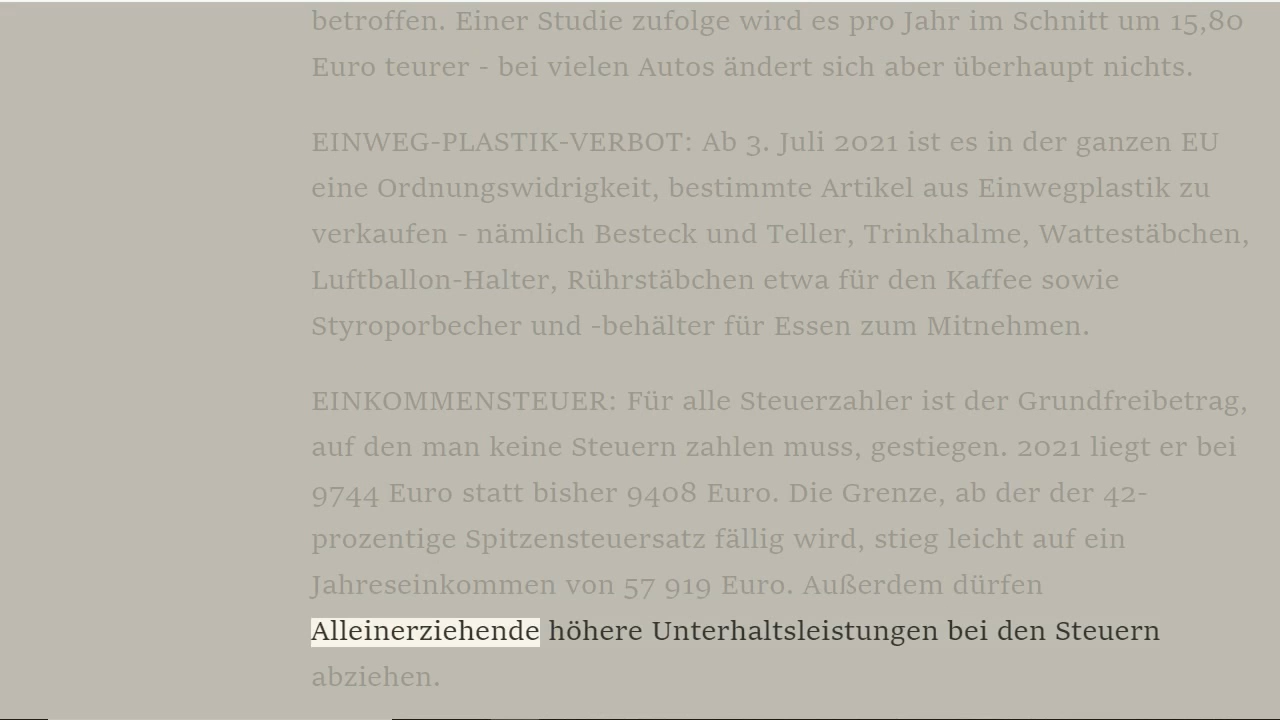 betroffen. Einer Studie zufolge wird es pro Jahr im Schnitt um 15,80
Euro teurer - bei vielen Autos ändert sich aber überhaupt nichts.
EINWEG-PLASTIK-VERBOT: Ab 3. Juli 2021 ist es in der ganzen EU
eine Ordnungswidrigkeit, bestimmte Artikel aus Einwegplastik zu
verkaufen - nämlich Besteck und Teller, Trinkhalme, Wattestäbchen,
Luftballon-Halter, Rührstäbchen etwa für den Kaffee sowie
Styroporbecher und -behälter für Essen zum Mitnehmen.
EINKOMMENSTEUER: Für alle Steuerzahler ist der Grundfreibetrag,
auf den man keine Steuern zahlen muss, gestiegen. 2021 liegt er bei
9744 Euro statt bisher 9408 Euro. Die Grenze, ab der der 42-
prozentige Spitzensteuersatz fällig wird, stieg leicht auf ein
Jahreseinkommen von 57 919 Euro. Außerdem dürfen
Alleinerziehende höhere Unterhaltsleistungen bei den Steuern
abziehen.